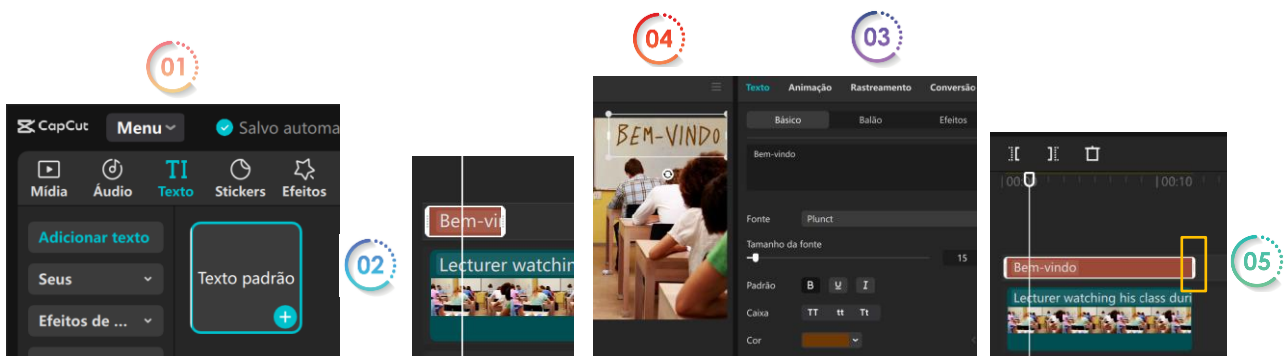 01
CapCut Menu Salvo automa
Mídia Áudio TI Texto Stickers Efeitos
Adicionar texto
Seus
Efeitos de ...
Texto padrão
02
Bem-vin
Lecturer watchin
04
BEM-VINDO
03
Texto Animação Rastreamento Conversão
Básico Balão Efeitos
Bem-vindo
Fonte Plunct
Tamanho da fonte
15
Padrão B U I
Caixa TT tt Tt
Cor
00:00 00:10
Bem-vindo
Lecturer watching his class duri
05